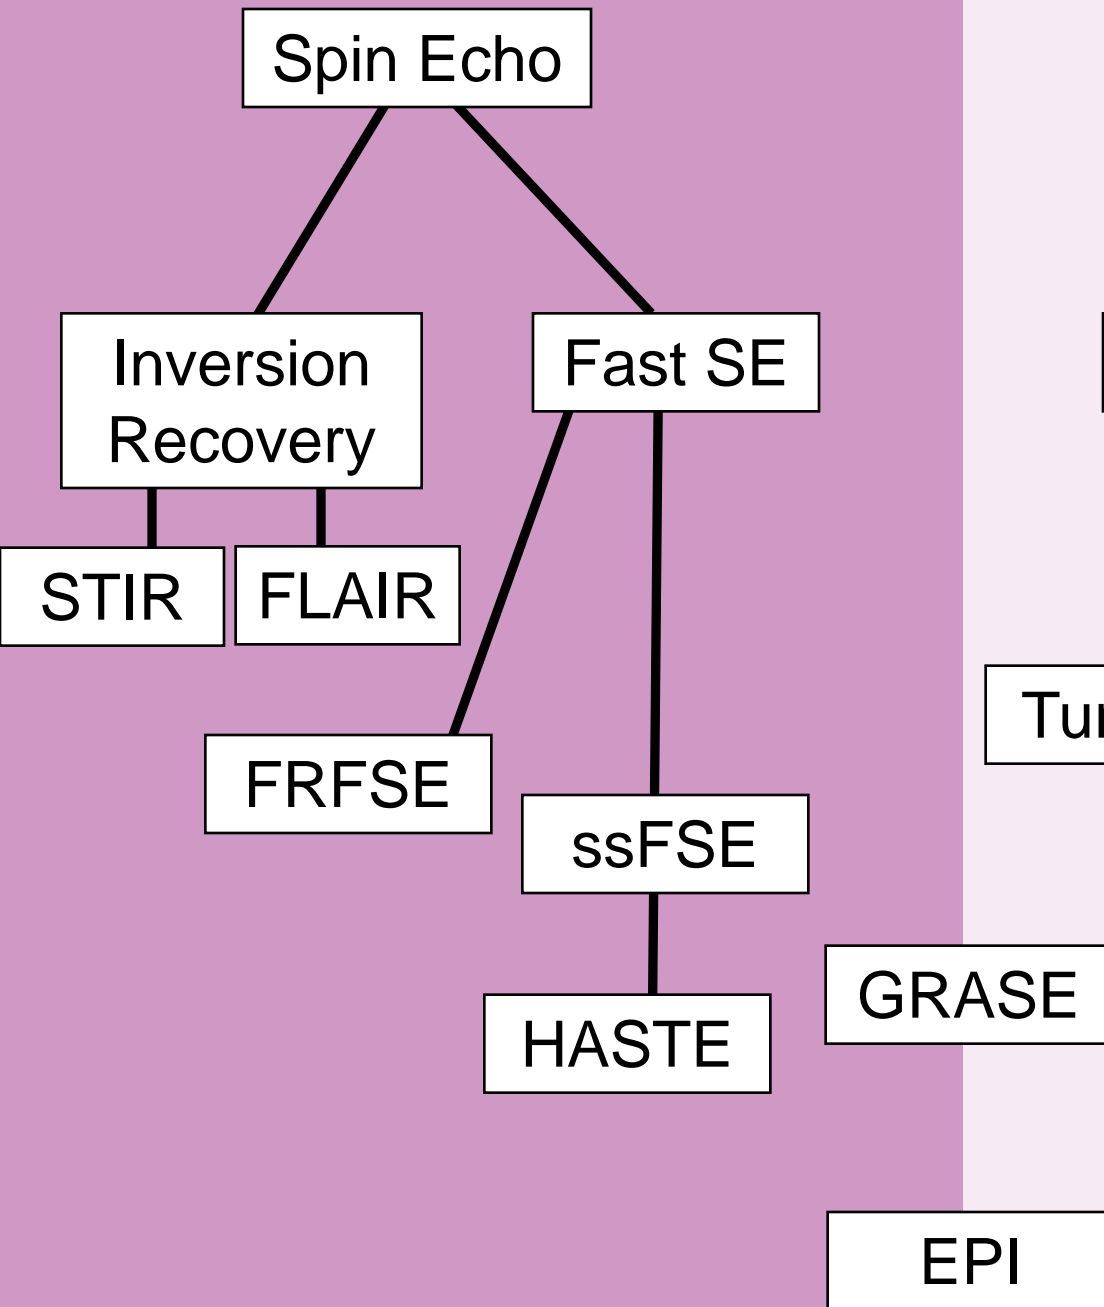 Spin Echo
Inversion
Recovery
Fast SE
STIR
FLAIR
FRFSE
ssFSE
HASTE
GRASE
EPI